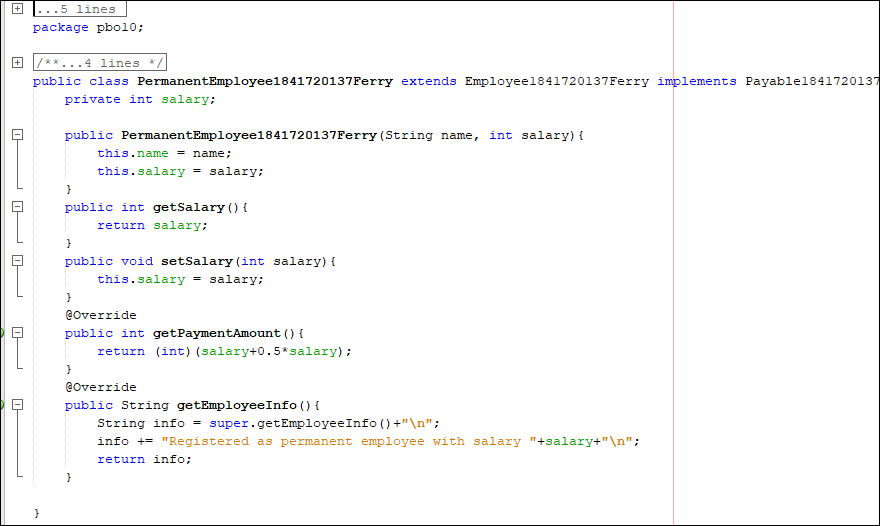 ...5 lines
package pbo10;
/**...4 lines */
public class PermanentEmployee1841720137Ferry extends Employee1841720137Ferry implements Payable1841720137
private int salary;
public PermanentEmployee1841720137Ferry(String name, int salary){
this.name = name;
this.salary = salary;
}
public int getSalary(){
return salary;
}
public void setSalary(int salary){
this.salary = salary;
}
@Override
public int getPaymentAmount(){
return (int)(salary+0.5*salary);
}
@Override
public String getEmployeeInfo(){
String info = super.getEmployeeInfo()+"\n";
info += "Registered as permanent employee with salary "+salary+"\n";
return info;
}
}